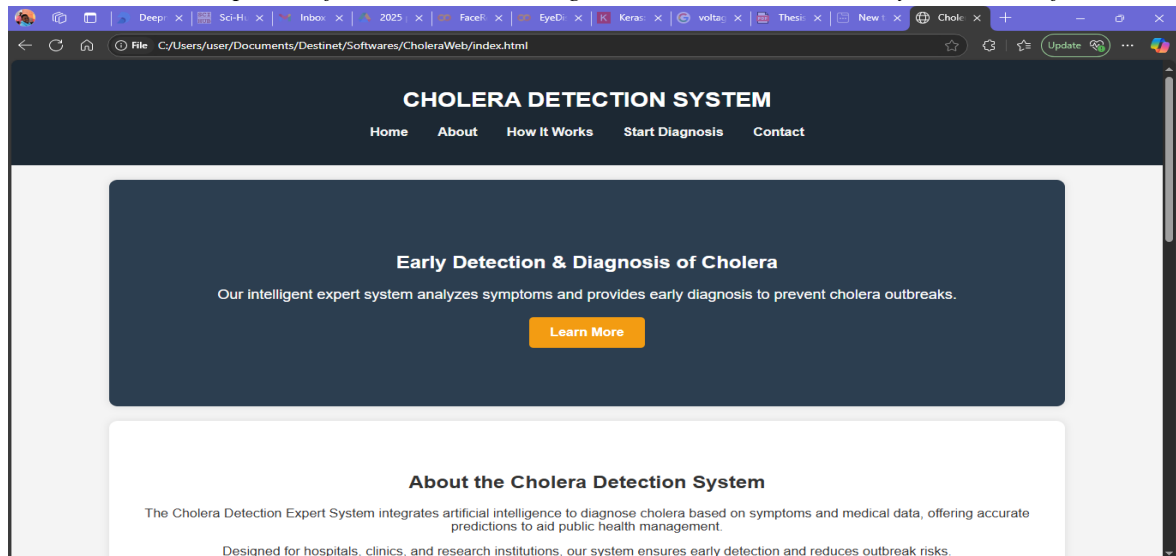 Deepr
Sci-Hu
Inbox
2025
FaceR
EyeDi
Keras:
voltag
Thesis
New t
Chole
File C:/Users/user/Documents/Destinet/Softwares/CholeraWeb/index.html
Update
CHOLERA DETECTION SYSTEM
Home About How It Works Start Diagnosis Contact
Early Detection & Diagnosis of Cholera
Our intelligent expert system analyzes symptoms and provides early diagnosis to prevent cholera outbreaks.
Learn More
About the Cholera Detection System
The Cholera Detection Expert System integrates artificial intelligence to diagnose cholera based on symptoms and medical data, offering accurate
predictions to aid public health management.
Designed for hospitals, clinics, and research institutions, our system ensures early detection and reduces outbreak risks.